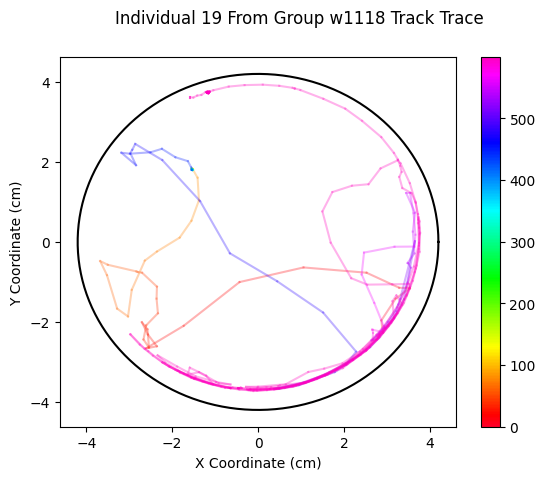 Individual 19 From Group w1118 Track Trace
4
2
0
−2
−4
Y Coordinate (cm)
−4 −2 0 2 4
X Coordinate (cm)
500
400
300
200
100
0